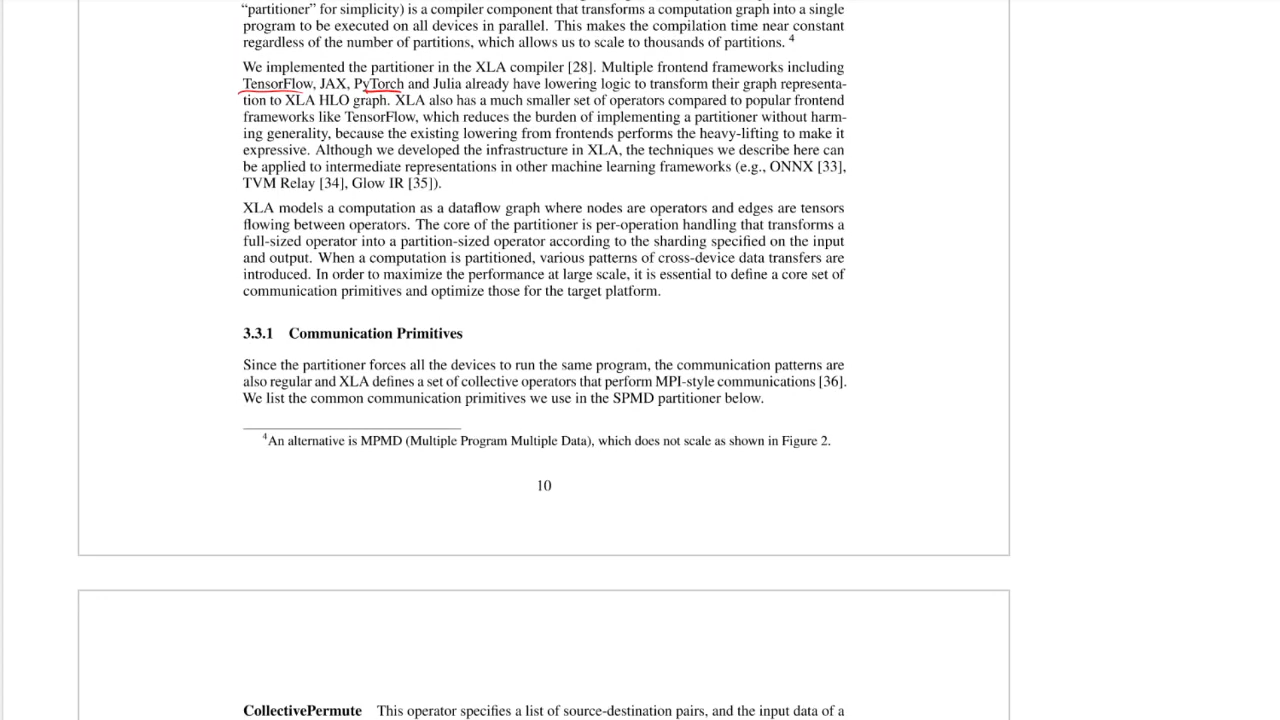 “partitioner” for simplicity) is a compiler component that transforms a computation graph into a single
program to be executed on all devices in parallel. This makes the compilation time near constant
regardless of the number of partitions, which allows us to scale to thousands of partitions. 4
We implemented the partitioner in the XLA compiler [28]. Multiple frontend frameworks including
TensorFlow, JAX, PyTorch and Julia already have lowering logic to transform their graph representa-
tion to XLA HLO graph. XLA also has a much smaller set of operators compared to popular frontend
frameworks like TensorFlow, which reduces the burden of implementing a partitioner without harm-
ing generality, because the existing lowering from frontends performs the heavy-lifting to make it
expressive. Although we developed the infrastructure in XLA, the techniques we describe here can
be applied to intermediate representations in other machine learning frameworks (e.g., ONNX [33],
TVM Relay [34], Glow IR [35]).
XLA models a computation as a dataflow graph where nodes are operators and edges are tensors
flowing between operators. The core of the partitioner is per-operation handling that transforms a
full-sized operator into a partition-sized operator according to the sharding specified on the input
and output. When a computation is partitioned, various patterns of cross-device data transfers are
introduced. In order to maximize the performance at large scale, it is essential to define a core set of
communication primitives and optimize those for the target platform.
3.3.1 Communication Primitives
Since the partitioner forces all the devices to run the same program, the communication patterns are
also regular and XLA defines a set of collective operators that perform MPI-style communications [36].
We list the common communication primitives we use in the SPMD partitioner below.
4An alternative is MPMD (Multiple Program Multiple Data), which does not scale as shown in Figure 2.
10
CollectivePermute This operator specifies a list of source-destination pairs, and the input data of a